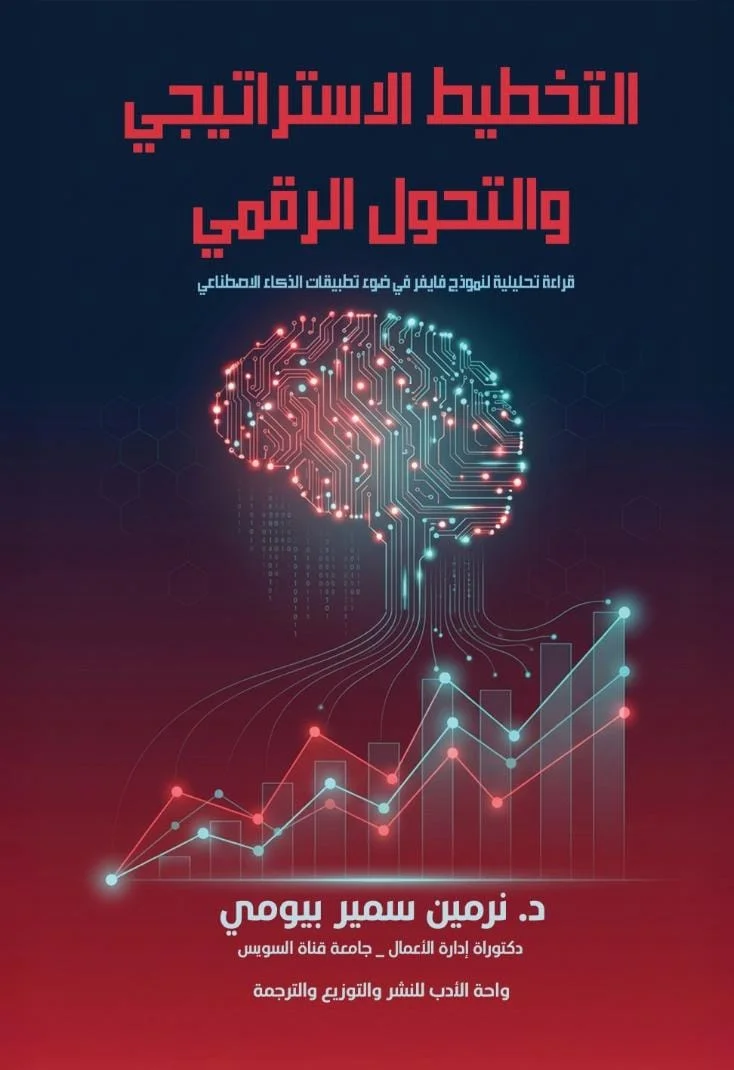 التخطيط الاستراتيجي
والتحول الرقمي
قراءة تحليلية لنموذج فايفر في ضوء تطبيقات الذكاء الاصطناعي
د. نرمين سمير بيومي
دكتوراة إدارة الأعمال _ جامعة قناة السويس
واحة الأدب للنشر والتوزيع والترجمة